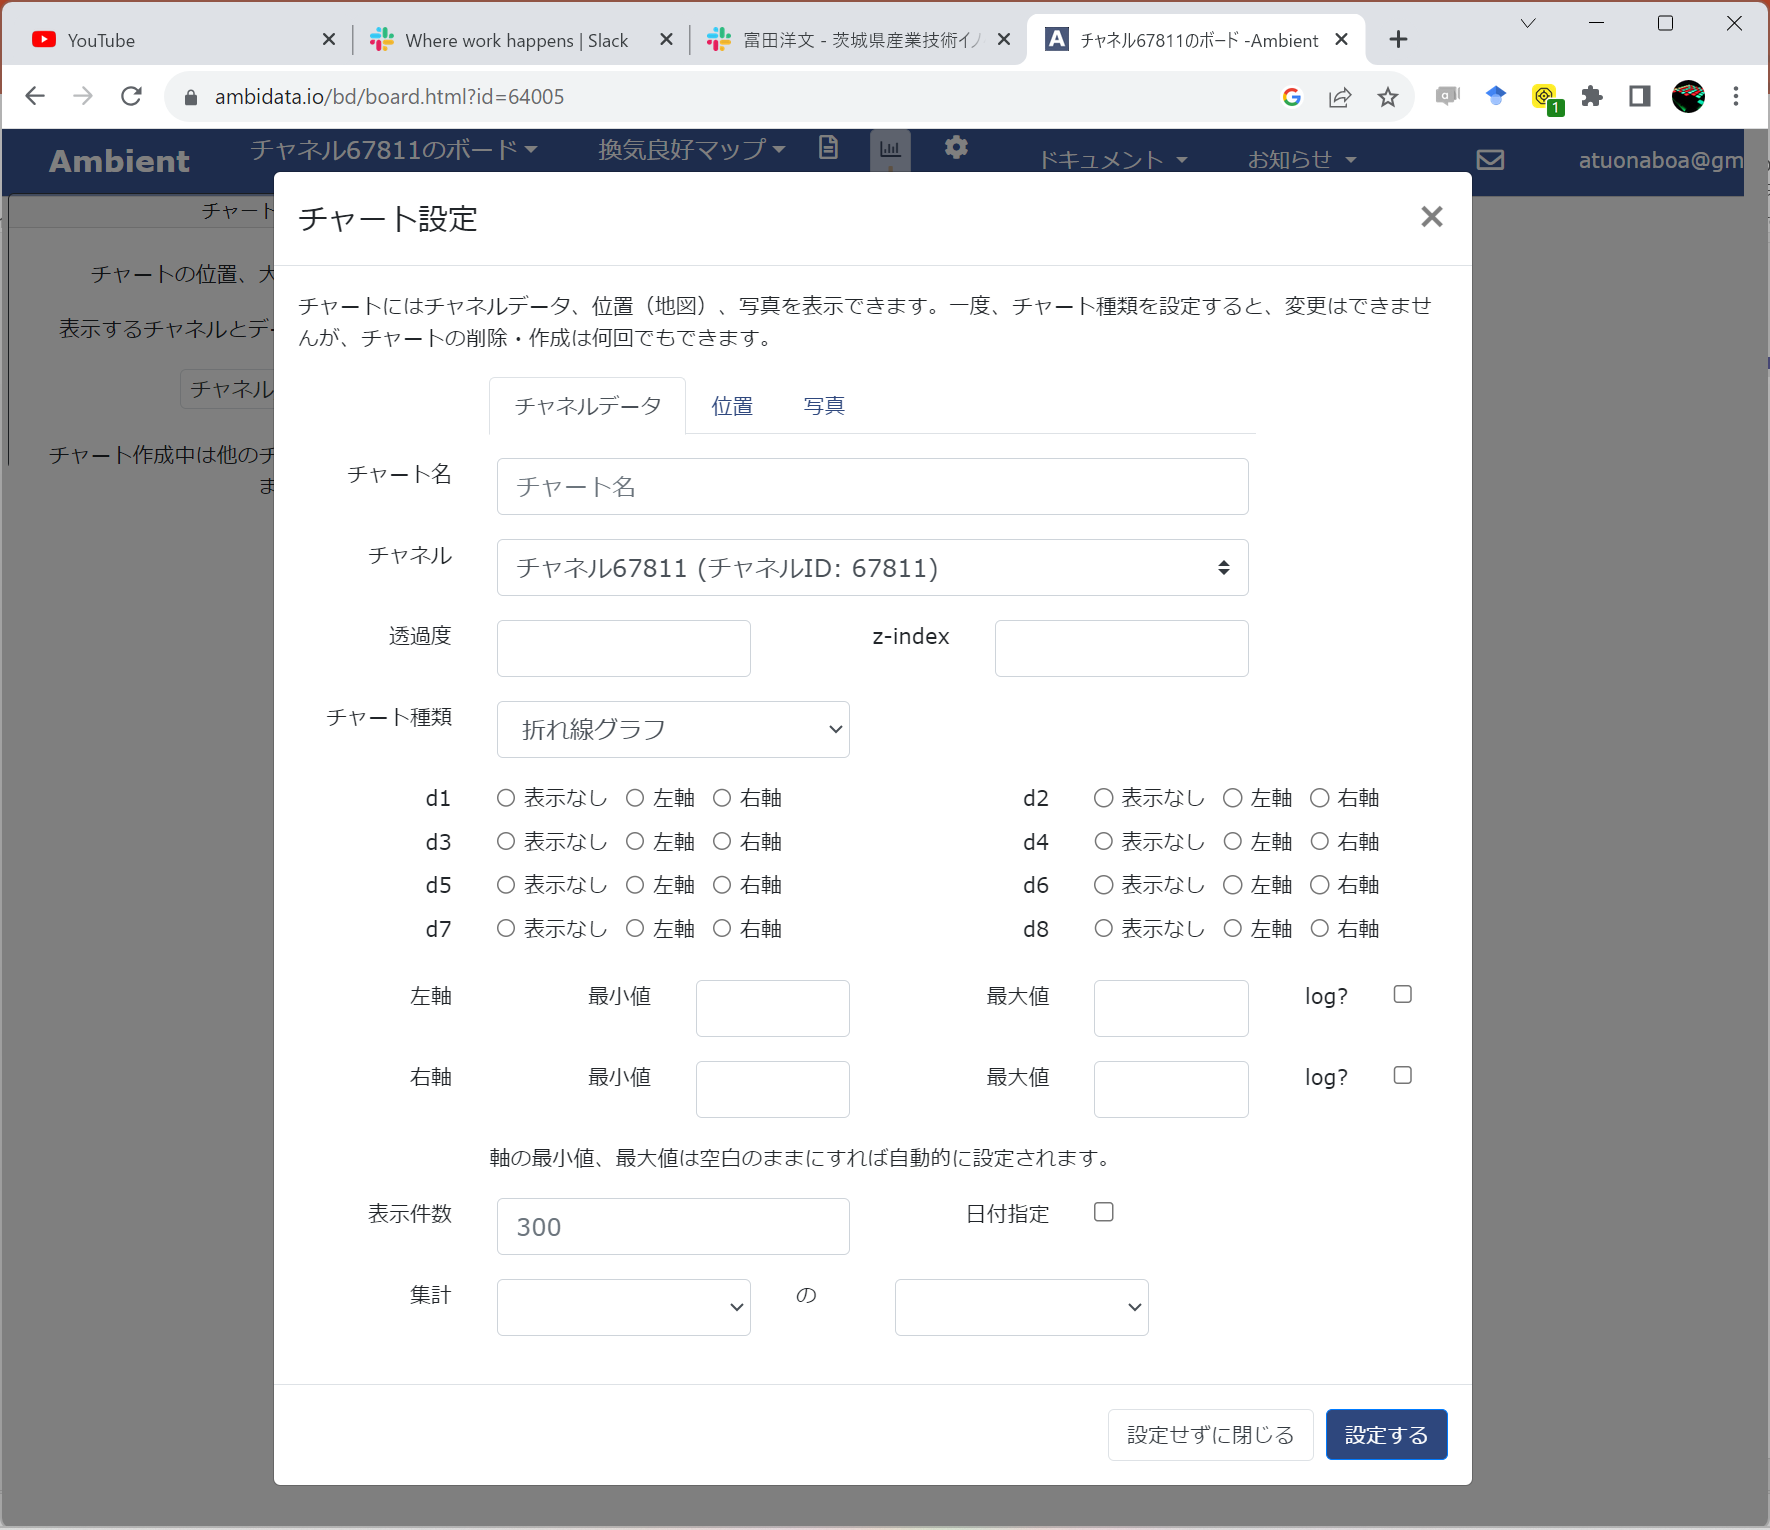 YouTube
Where work happens | Slack
富田洋文 - 茨城県産業技術イノ
A
チャネル67811のボード -Ambient
ambidata.io/bd/board.html?id=64005
1
Ambient
チャネル67811のボード
換気良好マップ
ドキュメント
お知らせ
atuonaboa@gm
チャート
チャート設定
チャートの位置、大
チャートにはチャネルデータ、位置（地図）、写真を表示できます。一度、チャート種類を設定すると、変更はできませ
んが、チャートの削除・作成は何回でもできます。
表示するチャネルとデー
チャネル
チャート作成中は他のチ
ま
チャネルデータ
位置
写真
チャート名
チャート名
チャネル
チャネル67811 (チャネルID: 67811)
透過度
z-index
チャート種類
折れ線グラフ
d1 表示なし 左軸 右軸
d2 表示なし 左軸 右軸
d3 表示なし 左軸 右軸
d4 表示なし 左軸 右軸
d5 表示なし 左軸 右軸
d6 表示なし 左軸 右軸
d7 表示なし 左軸 右軸
d8 表示なし 左軸 右軸
左軸 最小値 最大値 log?
右軸 最小値 最大値 log?
軸の最小値、最大値は空白のままにすれば自動的に設定されます。
表示件数 300 日付指定
集計 の
設定せずに閉じる
設定する